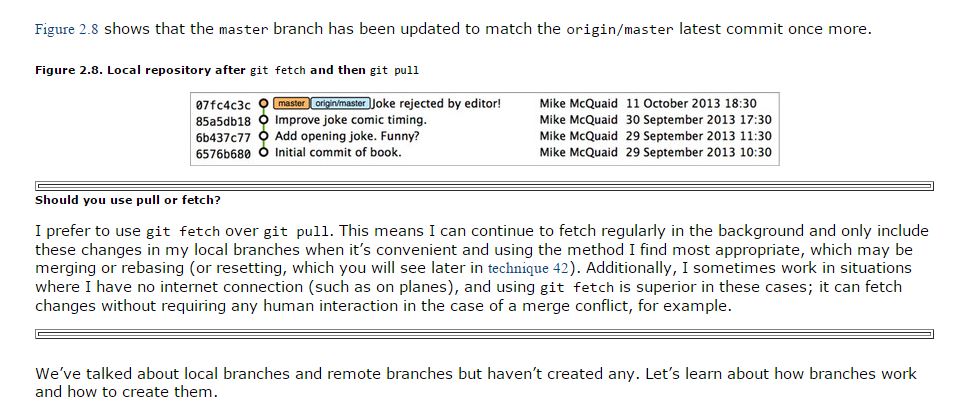 Figure 2.8 shows that the master branch has been updated to match the origin/master latest commit once more.
Figure 2.8. Local repository after git fetch and then git pull
07fc4c3c master origin/master Joke rejected by editor! Mike McQuaid 11 October 2013 18:30
85a5db18 Improve joke comic timing. Mike McQuaid 30 September 2013 17:30
6b437c77 Add opening joke. Funny? Mike McQuaid 29 September 2013 11:30
6576b680 Initial commit of book. Mike McQuaid 29 September 2013 10:30
Should you use pull or fetch?
I prefer to use git fetch over git pull. This means I can continue to fetch regularly in the background and only include
these changes in my local branches when it's convenient and using the method I find most appropriate, which may be
merging or rebasing (or resetting, which you will see later in technique 42). Additionally, I sometimes work in situations
where I have no internet connection (such as on planes), and using git fetch is superior in these cases; it can fetch
changes without requiring any human interaction in the case of a merge conflict, for example.
We've talked about local branches and remote branches but haven't created any. Let's learn about how branches work
and how to create them.